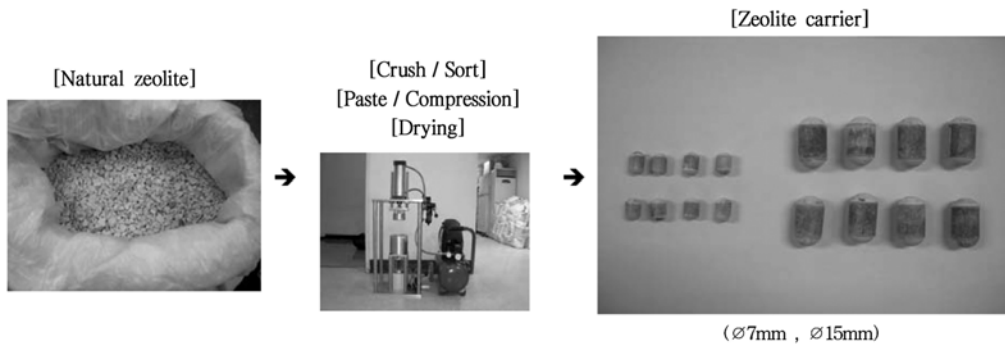 [Natural zeolite]
[Crush / Sort]
[Paste / Compression]
[Drying]
[Zeolite carrier]
(∅7mm , ∅15mm)